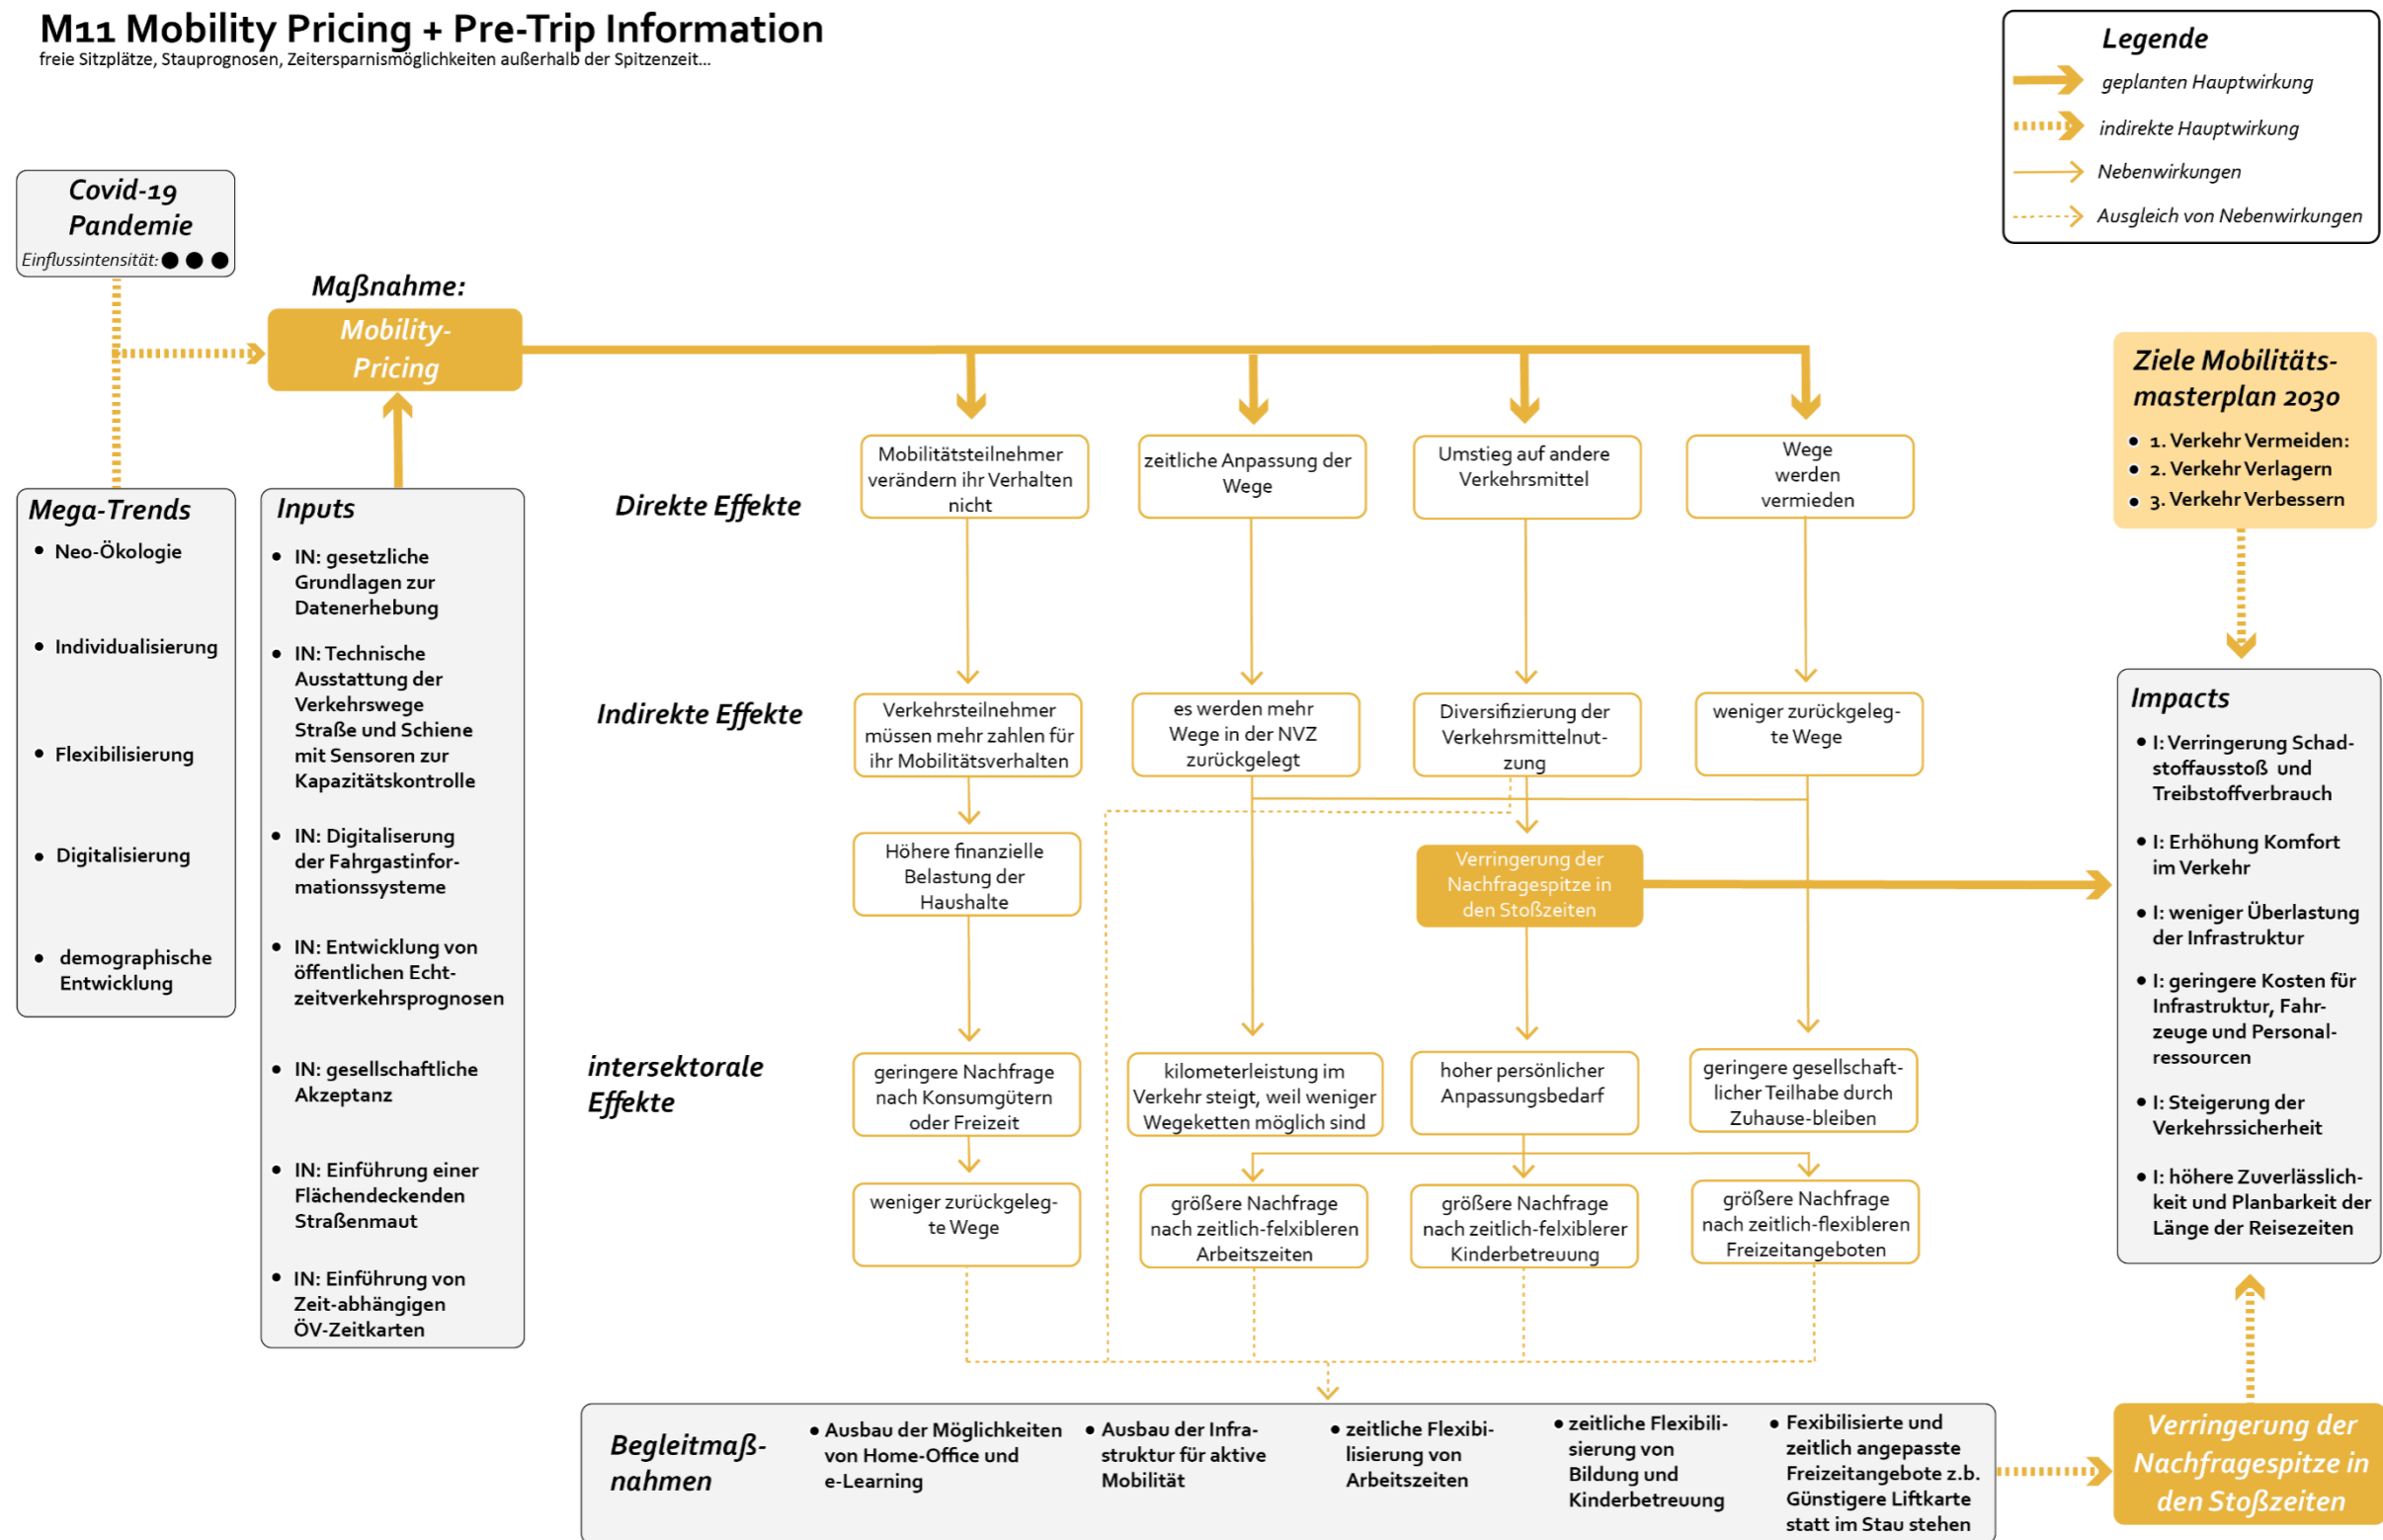 M11 Mobility Pricing + Pre-Trip Information
freie Sitzplätze, Stauprognosen, Zeitersparnismöglichkeiten außerhalb der Spitzenzeit...
Legende
geplanten Hauptwirkung
indirekte Hauptwirkung
Nebenwirkungen
Ausgleich von Nebenwirkungen
Covid-19
Pandemie
Einflussintensität:
Maßnahme:
Mobility-
Pricing
Mega-Trends
• Neo-Ökologie
• Individualisierung
• Flexibilisierung
• Digitalisierung
• demographische
Entwicklung
Inputs
• IN: gesetzliche
Grundlagen zur
Datenerhebung
• IN: Technische
Ausstattung der
Verkehrswege
Straße und Schiene
mit Sensoren zur
Kapazitätskontrolle
• IN: Digitaliserung
der Fahrgastinfor-
mationssysteme
• IN: Entwicklung von
öffentlichen Echt-
zeitverkehrsprognosen
• IN: gesellschaftliche
Akzeptanz
• IN: Einführung einer
Flächendeckenden
Straßenmaut
• IN: Einführung von
Zeit-abhängigen
ÖV-Zeitkarten
Direkte Effekte
Mobilitätsteilnehmer
verändern ihr Verhalten
nicht
zeitliche Anpassung der
Wege
Umstieg auf andere
Verkehrsmittel
Wege
werden
vermieden
Indirekte Effekte
Verkehrsteilnehmer
müssen mehr zahlen für
ihr Mobilitätsverhalten
es werden mehr
Wege in der NVZ
zurückgelegt
Diversifizierung der
Verkehrsmittelnut-
zung
weniger zurückgeleg-
te Wege
Höhere finanzielle
Belastung der
Haushalte
Verringerung der
Nachfragespitze in
den Stoßzeiten
intersektorale
Effekte
geringere Nachfrage
nach Konsumgütern
oder Freizeit
kilometerleistung im
Verkehr steigt, weil weniger
Wegeketten möglich sind
hoher persönlicher
Anpassungsbedarf
geringere gesellschaft-
licher Teilhabe durch
Zuhause-bleiben
weniger zurückgeleg-
te Wege
größere Nachfrage
nach zeitlich-felxibleren
Arbeitszeiten
größere Nachfrage
nach zeitlich-felxiblerer
Kinderbetreuung
größere Nachfrage
nach zeitlich-flexibleren
Freizeitangeboten
Ziele Mobilitäts-
masterplan 2030
• 1. Verkehr Vermeiden:
• 2. Verkehr Verlagern
• 3. Verkehr Verbessern
Impacts
• I: Verringerung Schad-
stoffausstoß und
Treibstoffverbrauch
• I: Erhöhung Komfort
im Verkehr
• I: weniger Überlastung
der Infrastruktur
• I: geringere Kosten für
Infrastruktur, Fahr-
zeuge und Personal-
ressourcen
• I: Steigerung der
Verkehrssicherheit
• I: höhere Zuverlässlich-
keit und Planbarkeit der
Länge der Reisezeiten
Begleitmaß-
nahmen
• Ausbau der Möglichkeiten
von Home-Office und
e-Learning
• Ausbau der Infra-
struktur für aktive
Mobilität
• zeitliche Flexibi-
lisierung von
Arbeitszeiten
• zeitliche Flexibili-
sierung von
Bildung und
Kinderbetreuung
• Fexibilisierte und
zeitlich angepasste
Freizeitangebote z.b.
Günstigere Liftkarte
statt im Stau stehen
Verringerung der
Nachfragespitze in
den Stoßzeiten